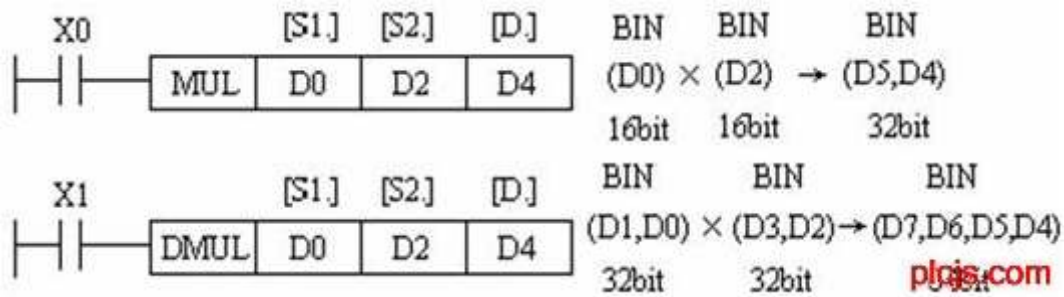 X0 [S1.] [S2.] [D.] BIN BIN BIN
MUL D0 D2 D4 (D0) × (D2) → (D5,D4)
16bit 16bit 32bit
X1 [S1.] [S2.] [D.] BIN BIN BIN
DMUL D0 D2 D4 (D1,D0) × (D3,D2) → (D7,D6,D5,D4)
32bit 32bit plcjs.com